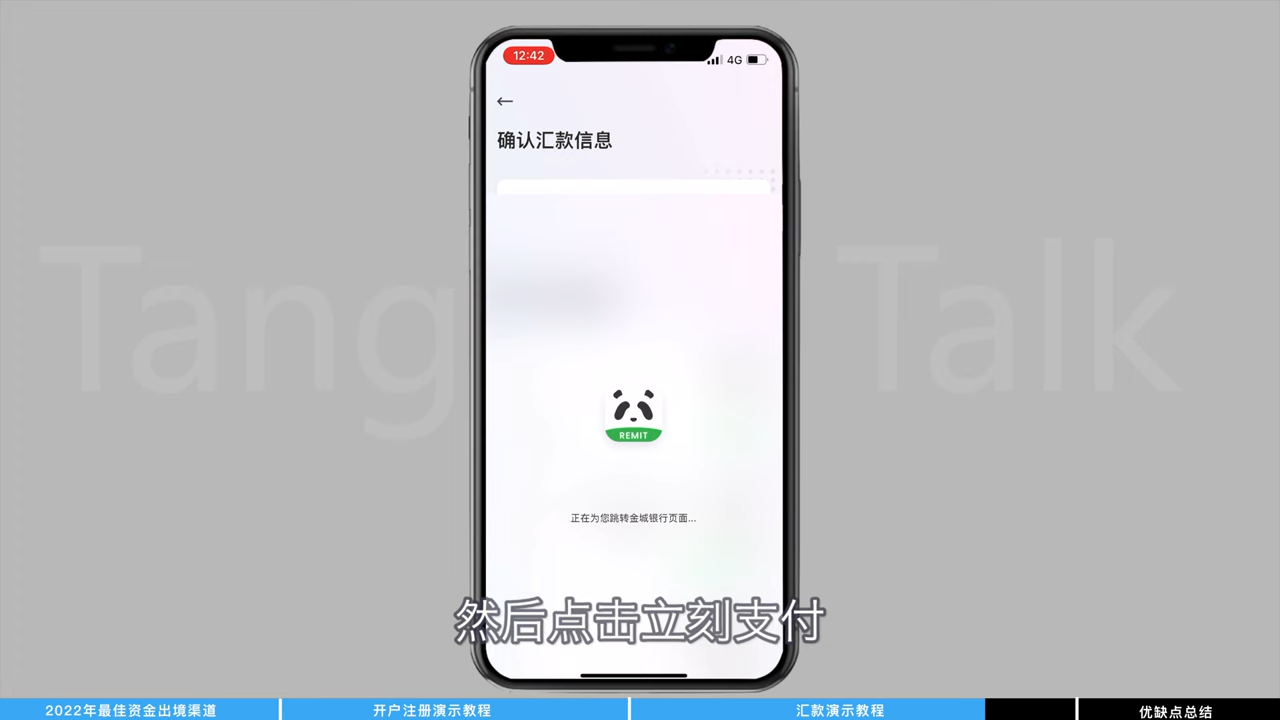 12:42
4G
确认汇款信息
Tang Talk
REMIT
正在为您跳转金城银行页面...
然后点击立刻支付
2022年最佳资金出境渠道
开户注册演示教程
汇款演示教程
优缺点总结